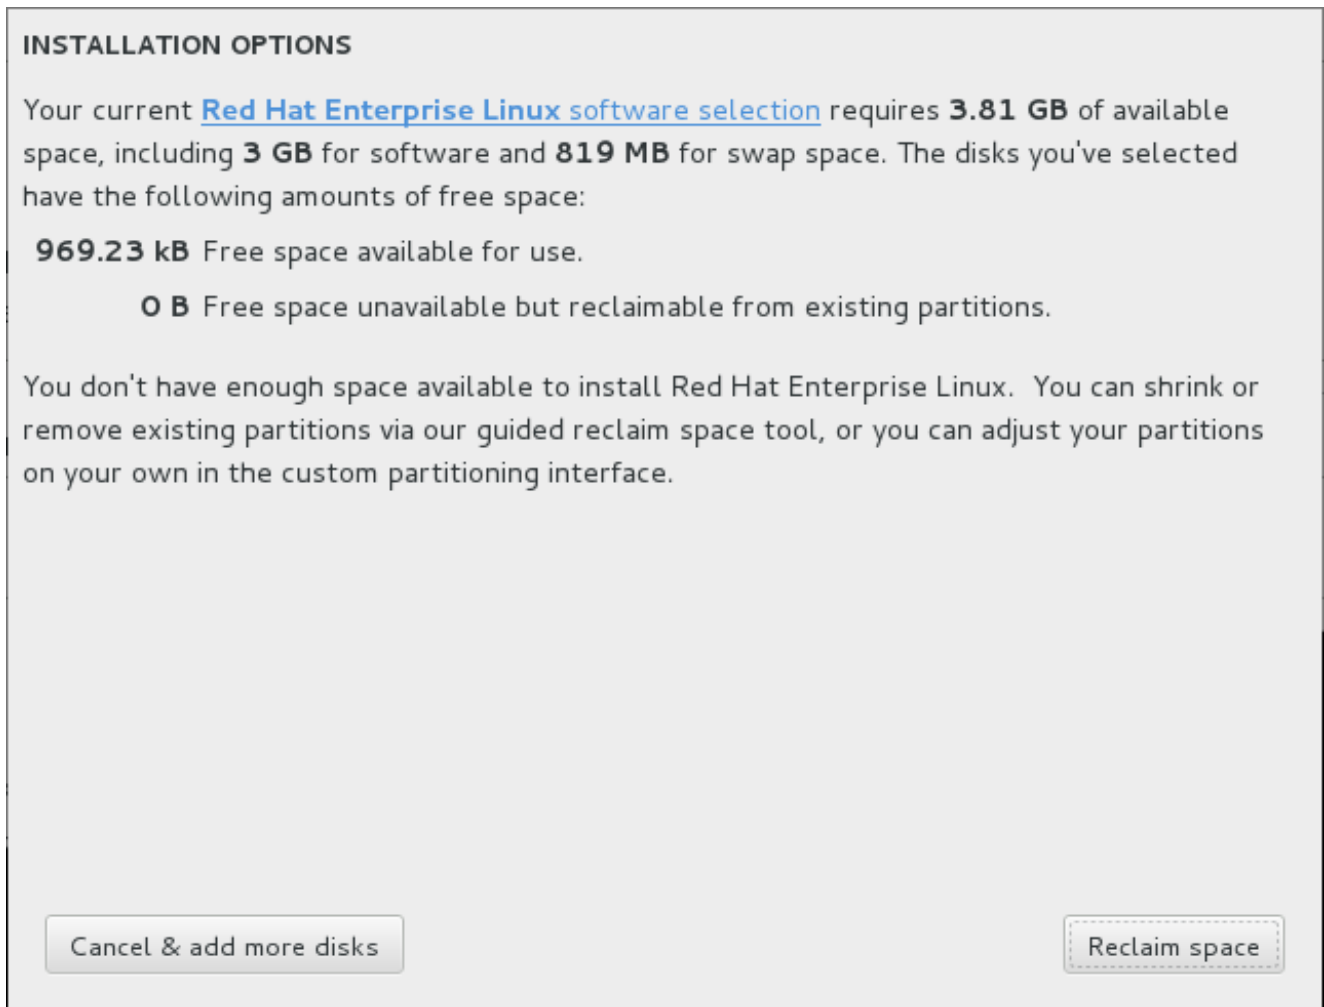 INSTALLATION OPTIONS
Your current Red Hat Enterprise Linux software selection requires 3.81 GB of available
space, including 3 GB for software and 819 MB for swap space. The disks you've selected
have the following amounts of free space:
969.23 kB Free space available for use.
0 B Free space unavailable but reclaimable from existing partitions.
You don't have enough space available to install Red Hat Enterprise Linux.  You can shrink or
remove existing partitions via our guided reclaim space tool, or you can adjust your partitions
on your own in the custom partitioning interface.
Cancel & add more disks
Reclaim space